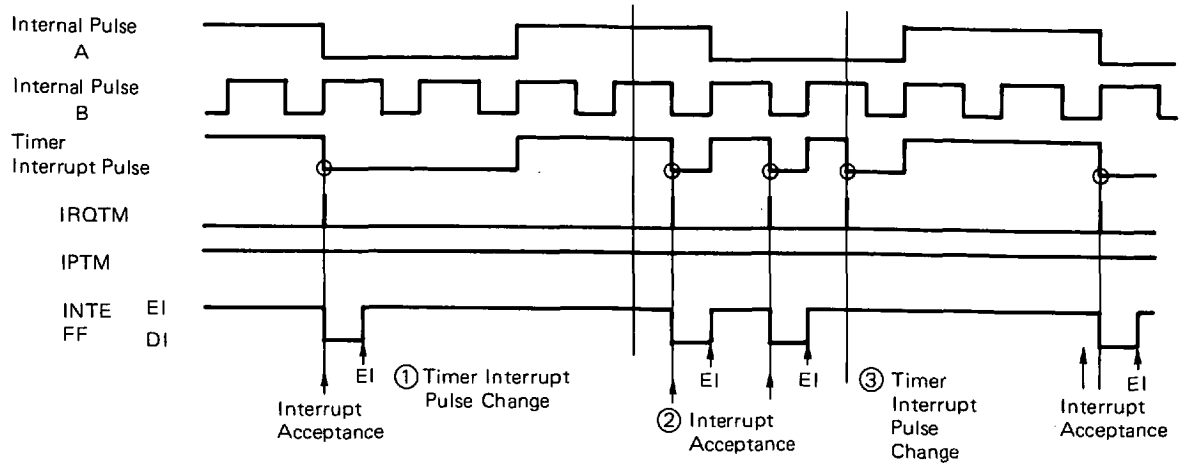 Internal Pulse
A
Internal Pulse
B
Timer
Interrupt Pulse
IRQTM
IPTM
INTE EI
FF DI
EI
① Timer Interrupt
Pulse Change
Interrupt
Acceptance
EI
EI
② Interrupt
Acceptance
③ Timer
Interrupt
Pulse
Change
EI
Interrupt
Acceptance